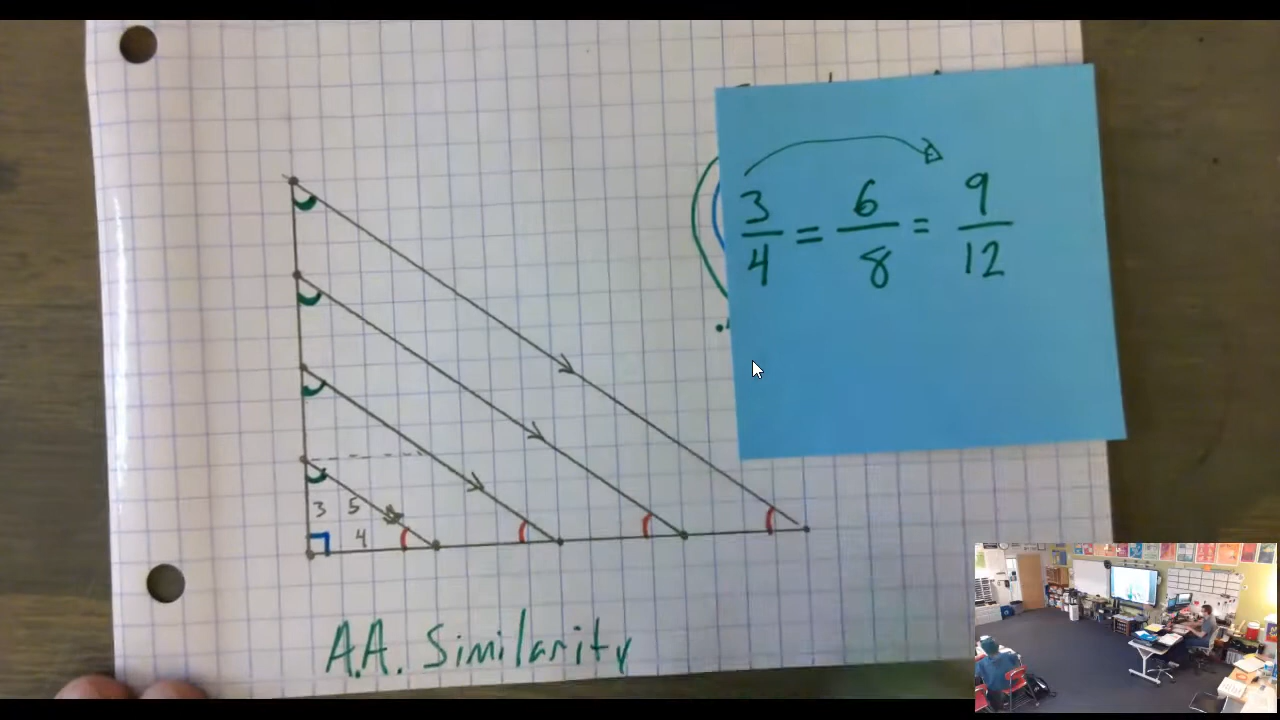 3/4 = 6/8 = 9/12
3 5
4
A.A. Similarity